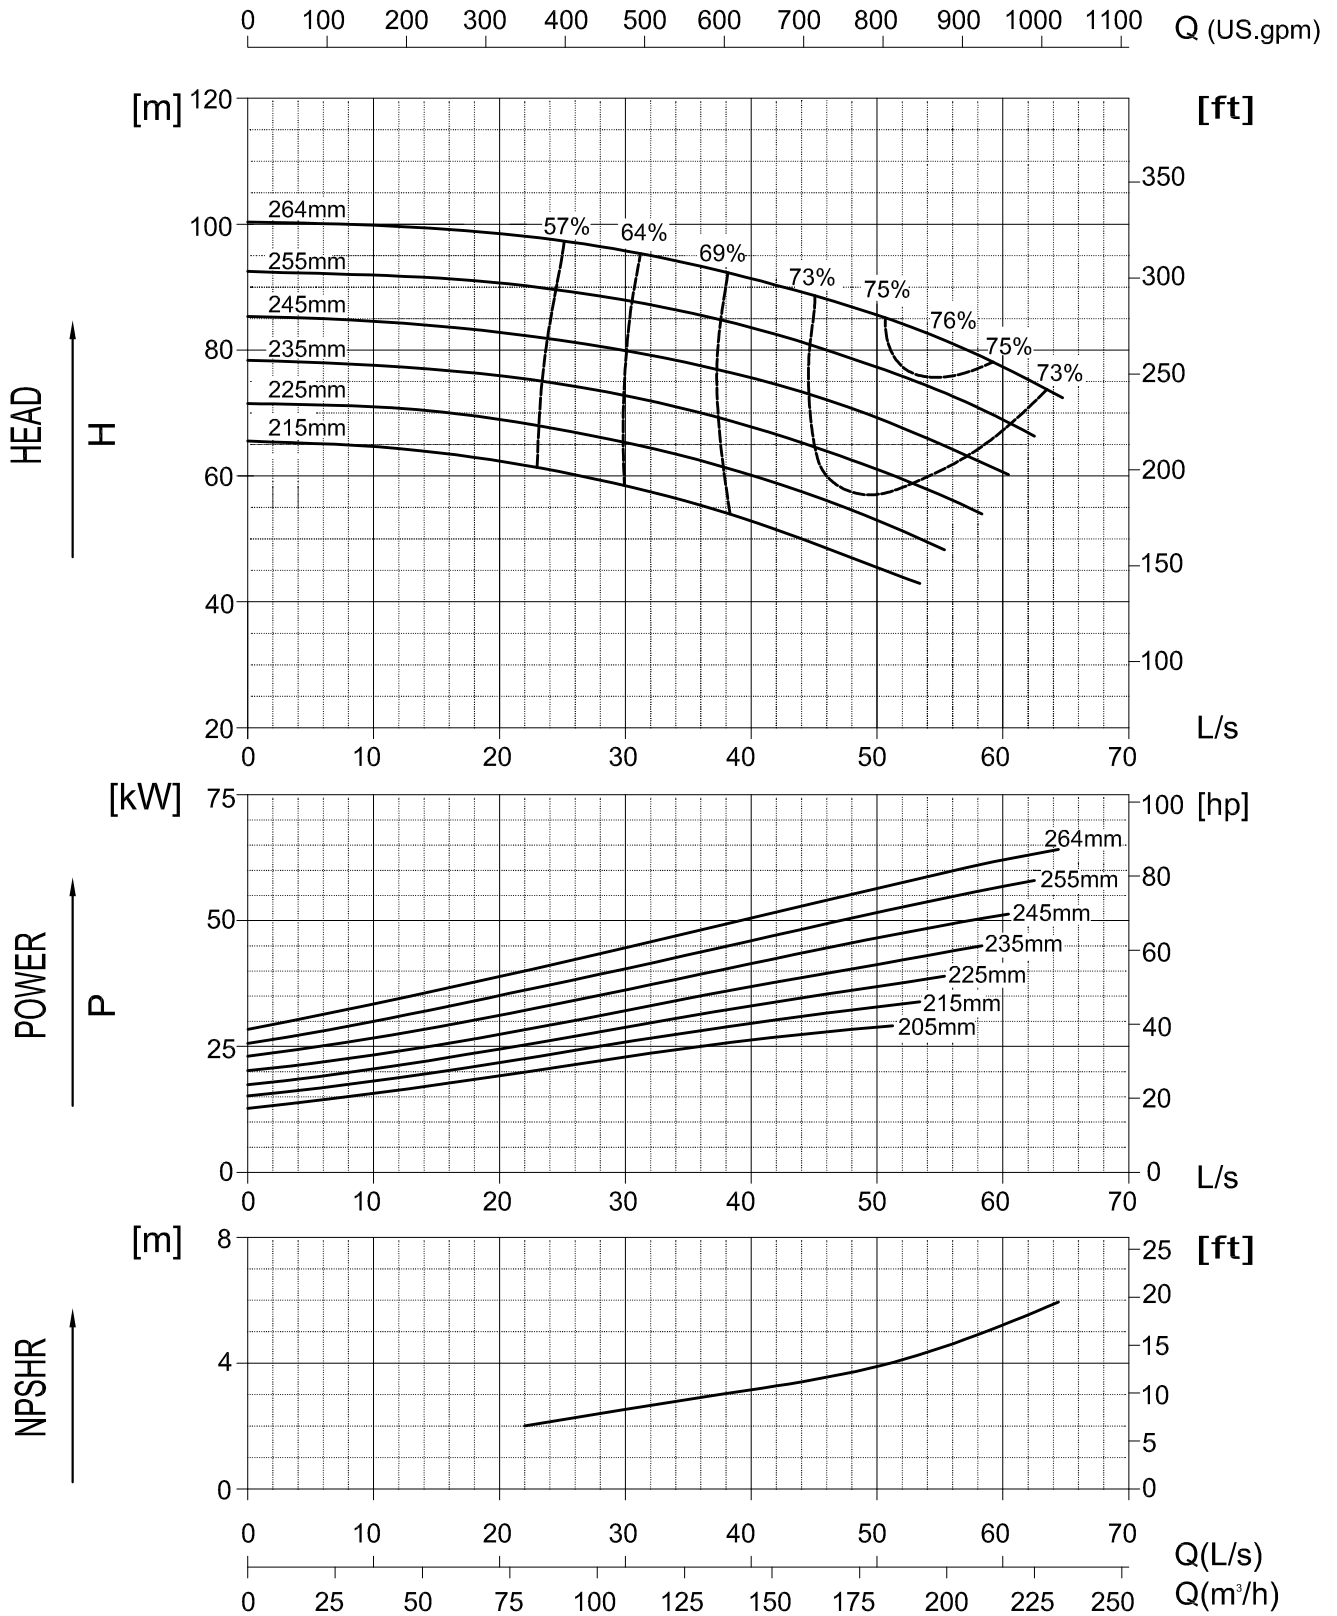 0 100 200 300 400 500 600 700 800 900 1000 1100 Q (US.gpm)
[m] 120 [ft]
350
264mm
100
57% 64% 69% 73% 75% 76% 75% 73%
255mm
300
245mm
80
235mm
250
225mm
215mm
60
200
150
40
100
20
L/s
0 10 20 30 40 50 60 70
HEAD
H
[kW] 75
100 [hp]
264mm
80
255mm
50
245mm
60
235mm
225mm
215mm
40
205mm
25
20
0
0 L/s
0 10 20 30 40 50 60 70
POWER
P
[m] 8
25 [ft]
20
15
4
10
5
0
0
NPSHR
0 10 20 30 40 50 60 70
Q(L/s)
0 25 50 75 100 125 150 175 200 225 250 Q(m³/h)